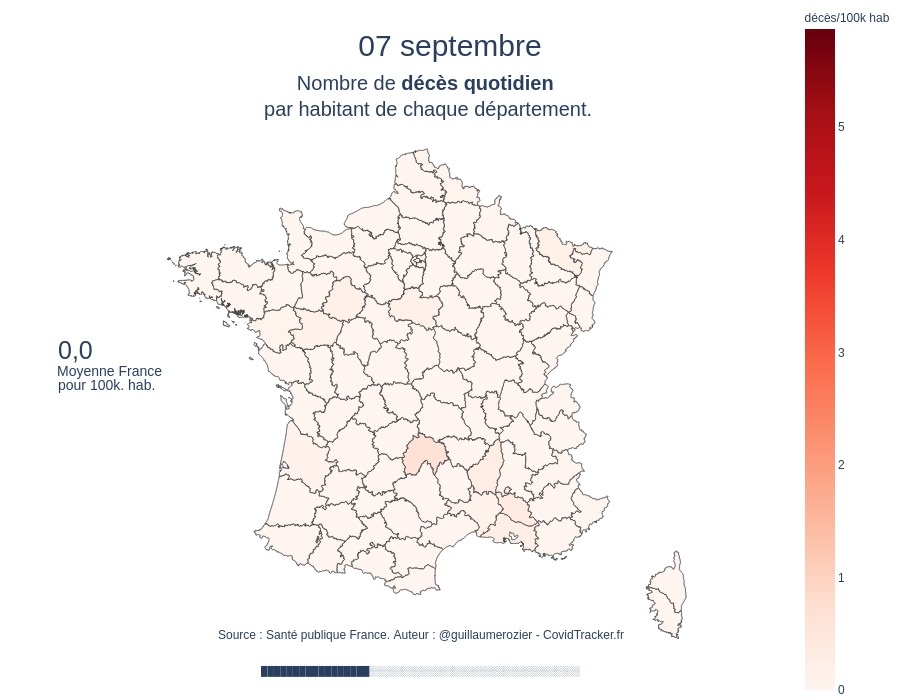 décès/100k hab
07 septembre
Nombre de décès quotidien
par habitant de chaque département.
5
4
3
2
1
0
0,0
Moyenne France
pour 100k. hab.
Source : Santé publique France. Auteur : @guillaumerozier - CovidTracker.fr